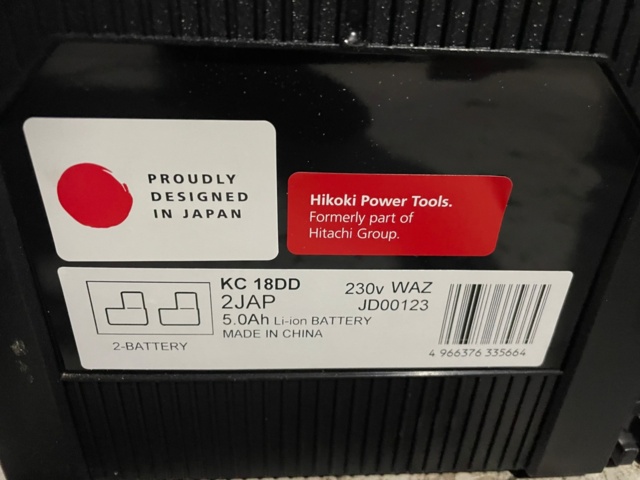 PROUDLY
DESIGNED
IN JAPAN
Hikoki Power Tools.
Formerly part of
Hitachi Group.
KC 18DD
2JAP
5.0Ah Li-ion BATTERY
MADE IN CHINA
2-BATTERY
230v WAZ
JD00123
4 966376 335664